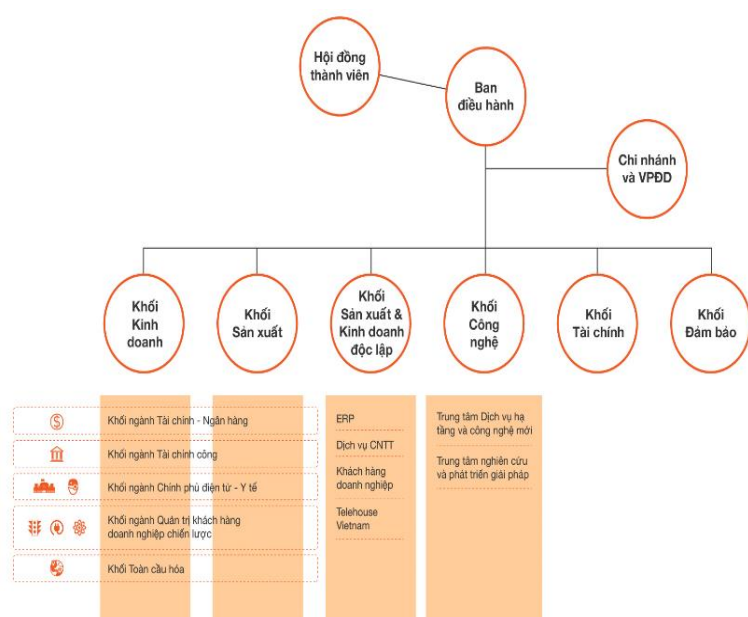 Hội đồng
thành viên
Ban
điều hành
Chi nhánh
và VPĐD
Khối
Kinh
doanh
Khối
Sản xuất
Khối
Sản xuất &
Kinh doanh
độc lập
Khối
Công
nghệ
Khối
Tài chính
Khối
Đảm bảo
Khối ngành Tài chính - Ngân hàng
Khối ngành Tài chính công
Khối ngành Chính phủ điện tử - Y tế
Khối ngành Quản trị khách hàng
doanh nghiệp chiến lược
Khối Toàn cầu hóa
ERP
Dịch vụ CNTT
Khách hàng
doanh nghiệp
Telehouse
Vietnam
Trung tâm Dịch vụ hạ
tầng và công nghệ mới
Trung tâm nghiên cứu
và phát triển giải pháp